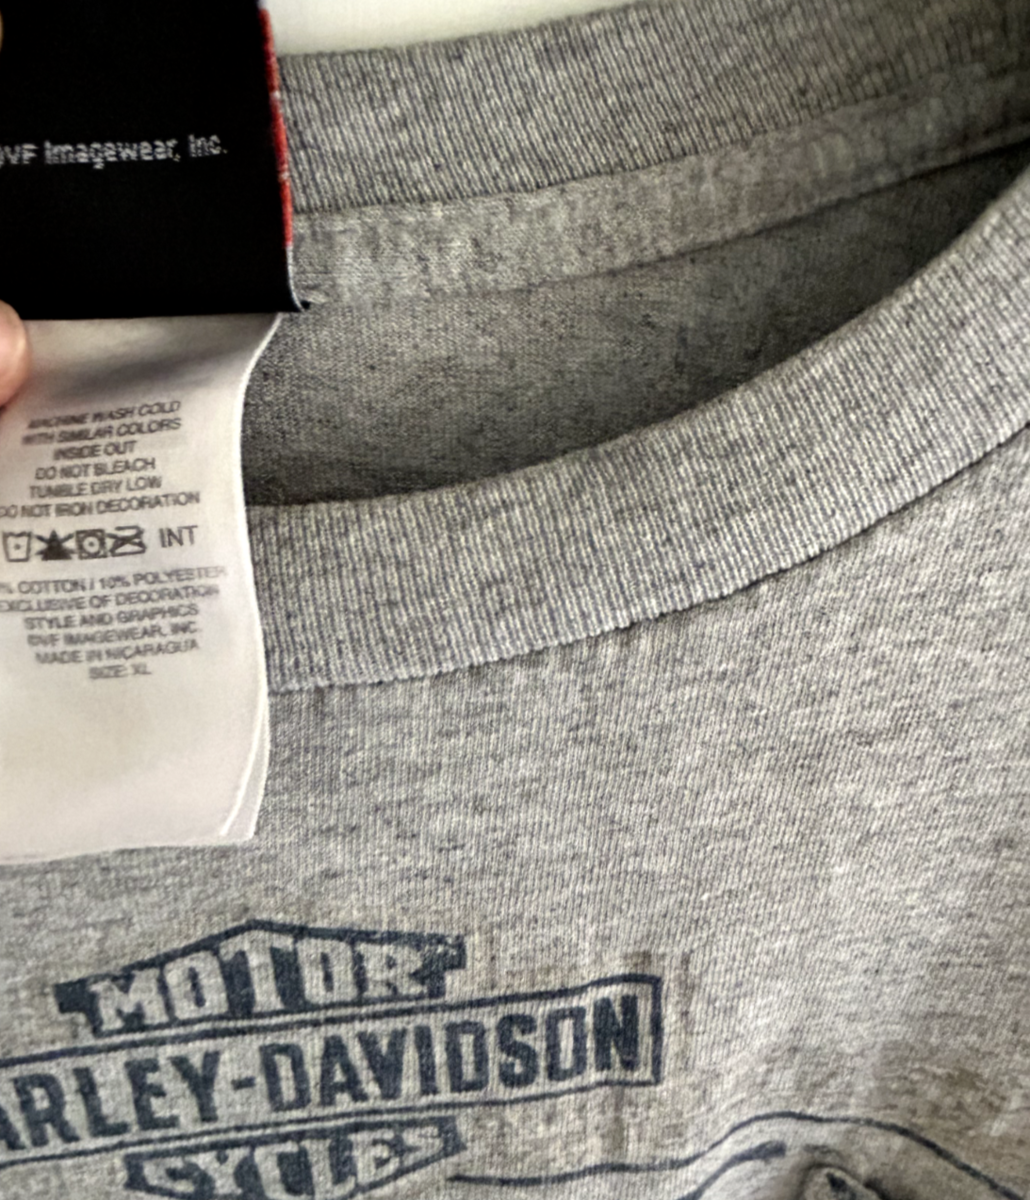 VF Imagewear, Inc.
MACHINE WASH COLD
WITH SIMILAR COLORS
INSIDE OUT
DO NOT BLEACH
TUMBLE DRY LOW
DO NOT IRON DECORATION
INT
% COTTON / 10% POLYESTER
EXCLUSIVE OF DECORATION
STYLE AND GRAPHICS
©VF IMAGEWEAR, INC.
MADE IN NICARAGUA
SIZE: XL
MOTOR
ARLEY-DAVIDSON
CYCLES